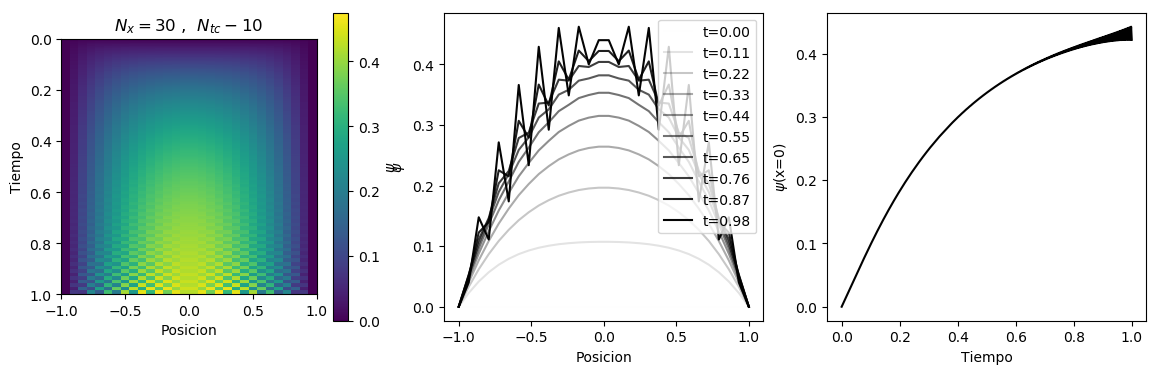 N_x = 30 , N_tc − 10
0.0
0.2
0.4
0.6
0.8
1.0
Tiempo
−1.0 −0.5 0.0 0.5 1.0
Posicion
0.4
0.3
0.2
0.1
0.0
ψ
ψ
0.4
0.3
0.2
0.1
0.0
t=0.00
t=0.11
t=0.22
t=0.33
t=0.44
t=0.55
t=0.65
t=0.76
t=0.87
t=0.98
−1.0 −0.5 0.0 0.5 1.0
Posicion
ψ(x=0)
0.4
0.3
0.2
0.1
0.0
0.0 0.2 0.4 0.6 0.8 1.0
Tiempo